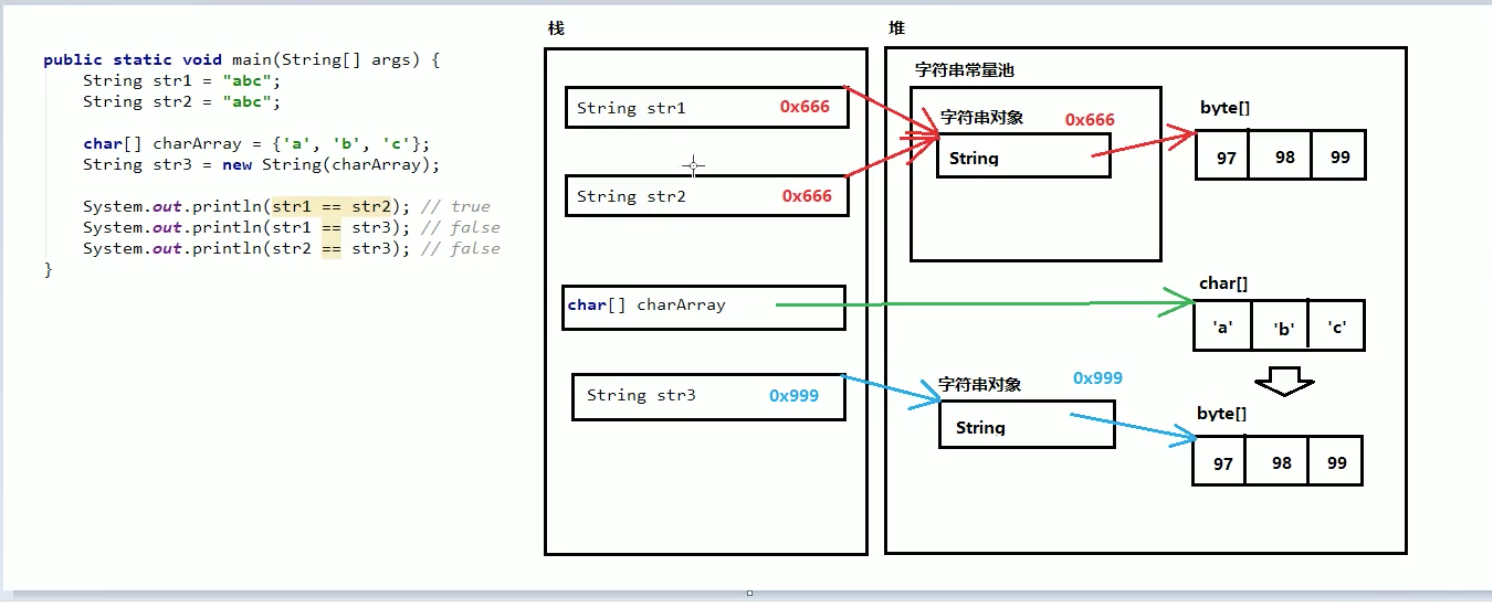 public static void main(String[] args) {
String str1 = "abc";
String str2 = "abc";
char[] charArray = {'a', 'b', 'c'};
String str3 = new String(charArray);
System.out.println(str1 == str2); // true
System.out.println(str1 == str3); // false
System.out.println(str2 == str3); // false
}
栈
String str1 0x666
String str2 0x666
char[] charArray
String str3 0x999
堆
字符串常量池
字符串对象 0x666
String
byte[]
97 98 99
char[]
'a' 'b' 'c'
字符串对象 0x999
String
byte[]
97 98 99